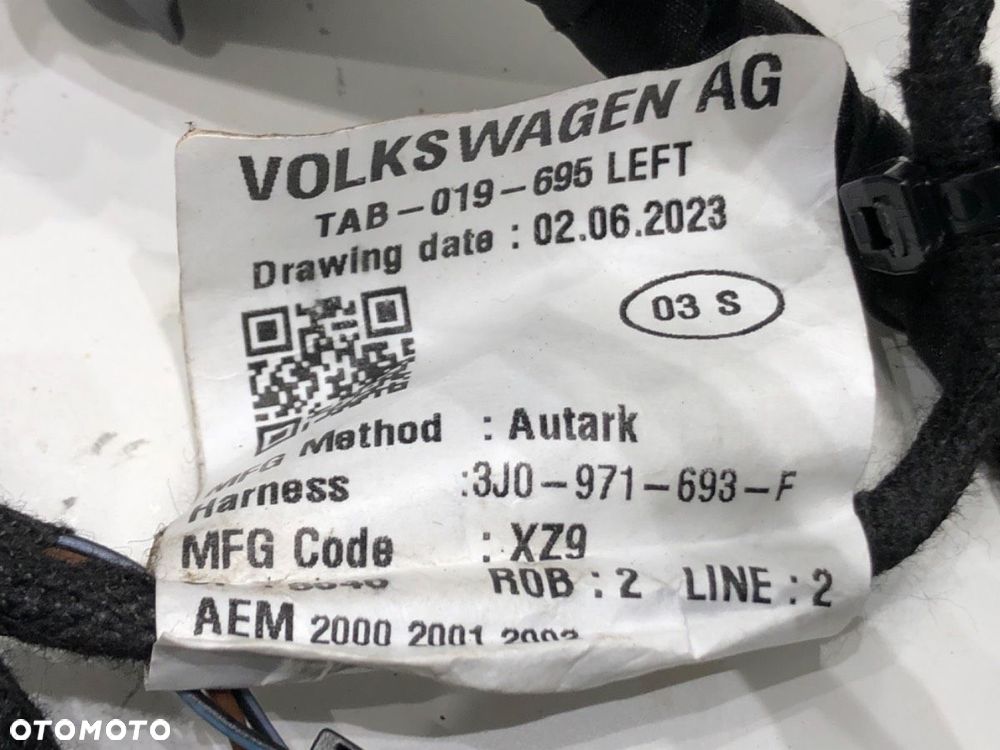 VOLKSWAGEN AG
TAB-019-695 LEFT
Drawing date : 02.06.2023
03 S
MFG Method : Autark
Harness :3J0-971-693-F
MFG Code : XZ9
ROB : 2 LINE : 2
AEM 2000 2001 2002
OTOMOTO